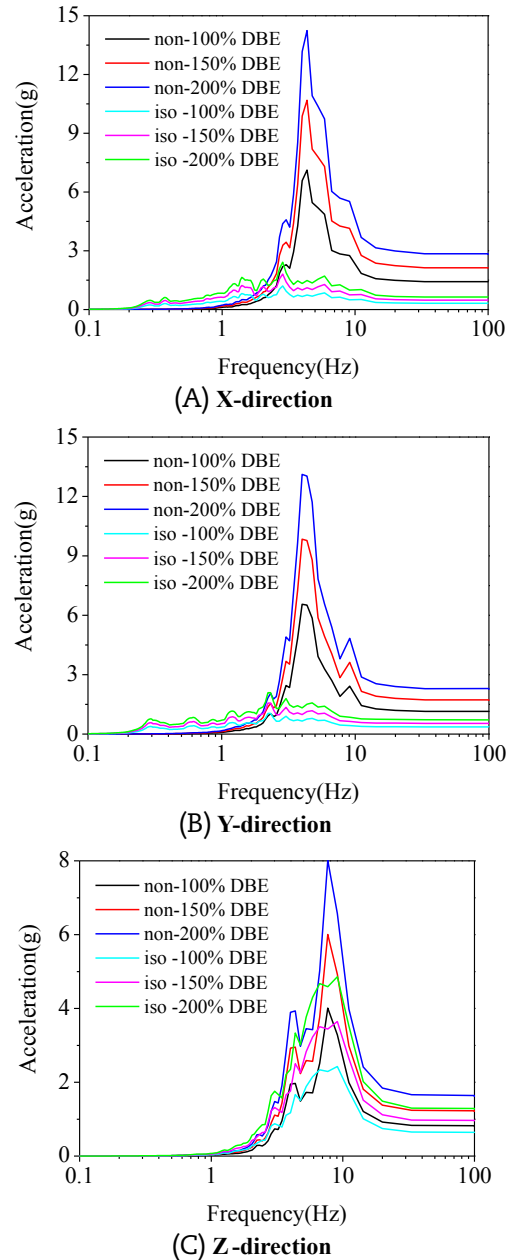 15
12
9
6
3
0
Acceleration(g)
non-100% DBE
non-150% DBE
non-200% DBE
iso -100% DBE
iso -150% DBE
iso -200% DBE
0.1
1
10
100
Frequency(Hz)
(A) X-direction
15
12
9
6
3
0
Acceleration(g)
non-100% DBE
non-150% DBE
non-200% DBE
iso -100% DBE
iso -150% DBE
iso -200% DBE
0.1
1
10
100
Frequency(Hz)
(B) Y-direction
8
6
4
2
0
Acceleration(g)
non-100% DBE
non-150% DBE
non-200% DBE
iso -100% DBE
iso -150% DBE
iso -200% DBE
0.1
1
10
100
Frequency(Hz)
(C) Z -direction